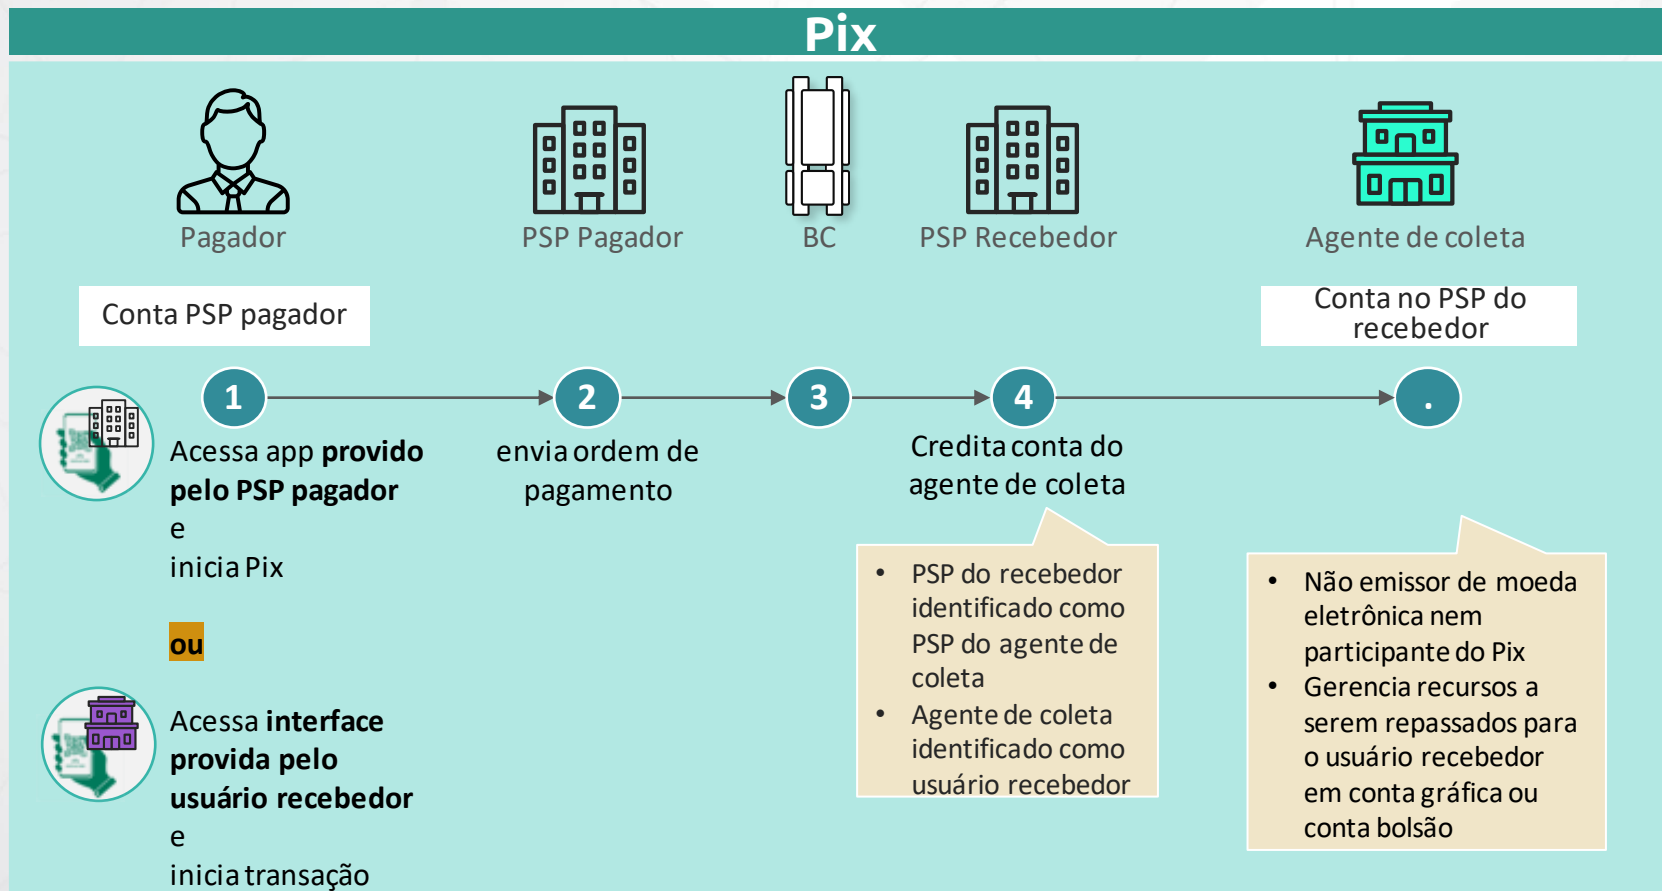 Pix
Pagador
PSP Pagador
BC
PSP Recebedor
Agente de coleta
Conta PSP pagador
Conta no PSP do
recebedor
1
2
3
4
.
Acessa app provido
pelo PSP pagador
e
inicia Pix
ou
Acessa interface
provida pelo
usuário recebedor
e
inicia transação
envia ordem de
pagamento
Credita conta do
agente de coleta
• PSP do recebedor
identificado como
PSP do agente de
coleta
• Agente de coleta
identificado como
usuário recebedor
• Não emissor de moeda
eletrônica nem
participante do Pix
• Gerencia recursos a
serem repassados para
o usuário recebedor
em conta gráfica ou
conta bolsão